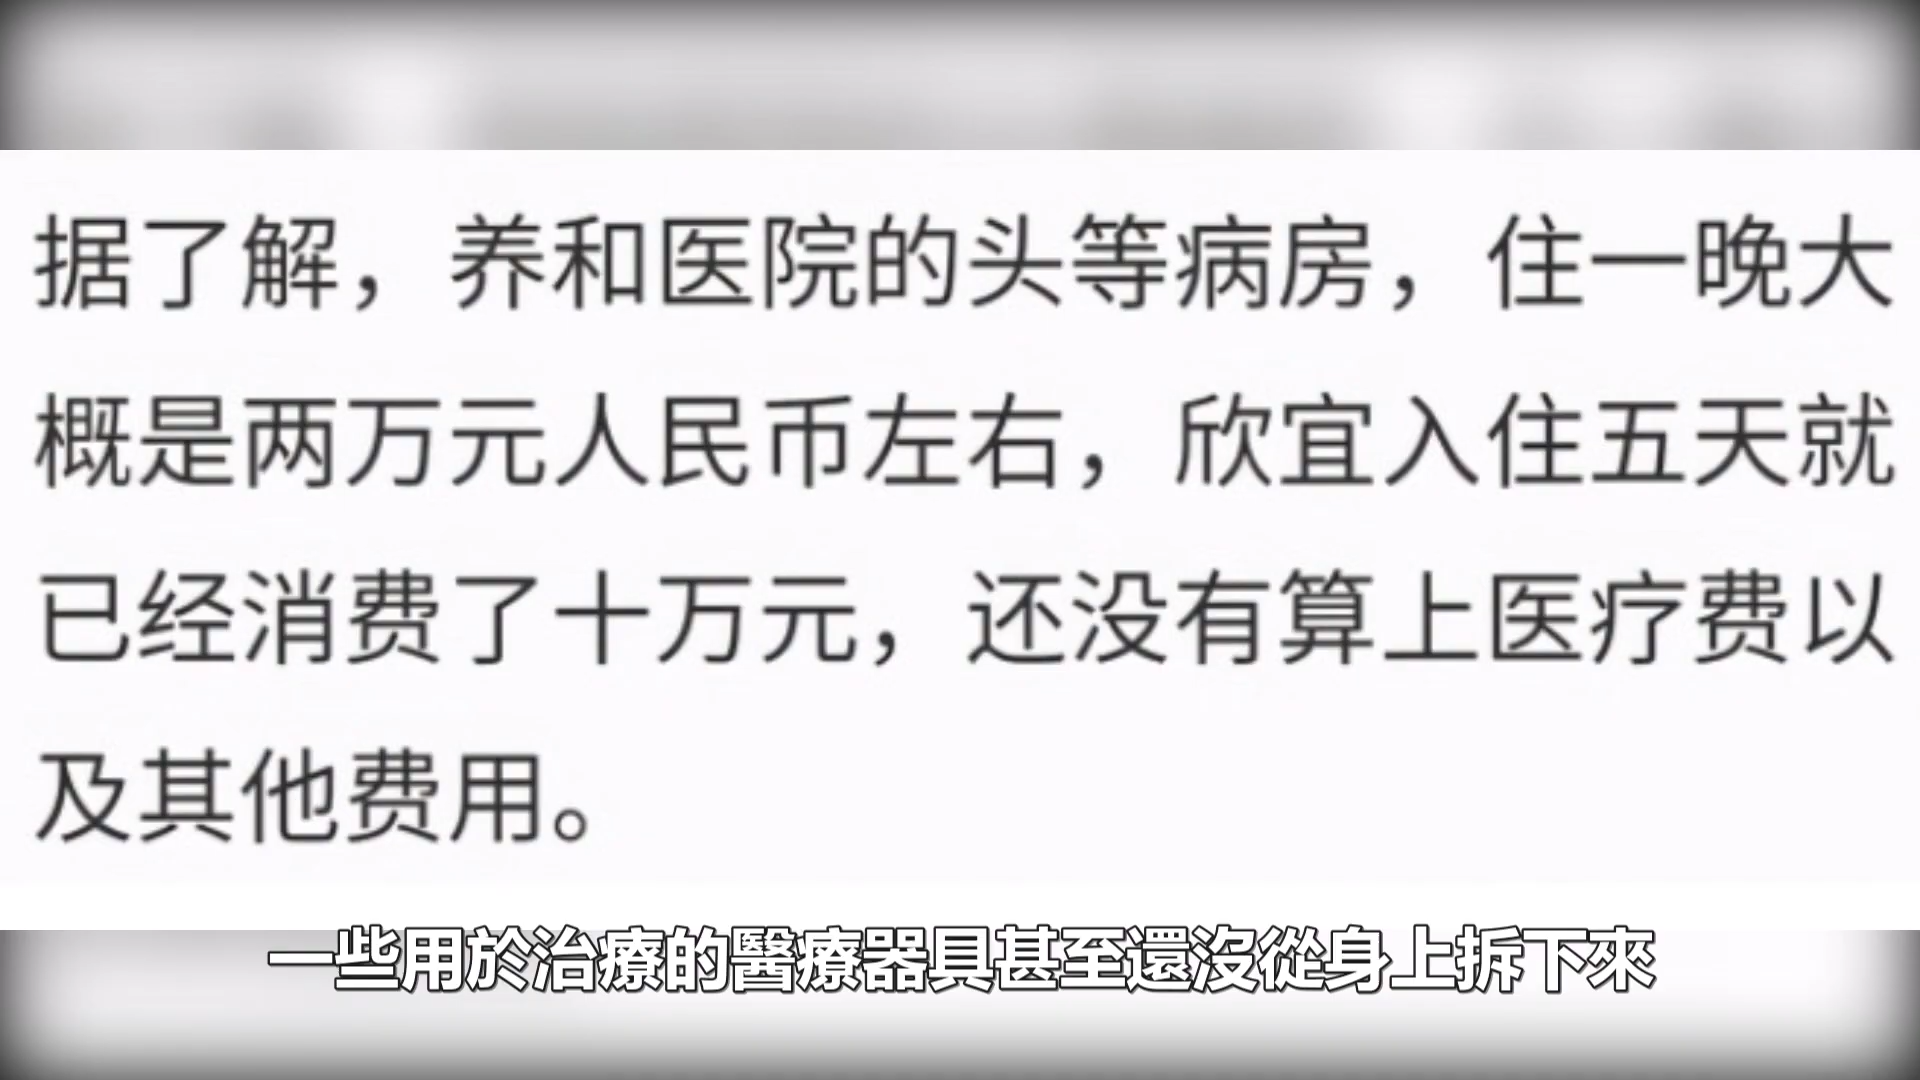 据了解，养和医院的头等病房，住一晚大
概是两万元人民币左右，欣宜入住五天就
已经消费了十万元，还没有算上医疗费以
及其他费用。
一些用於治療的醫療器具甚至還沒從身上拆下來